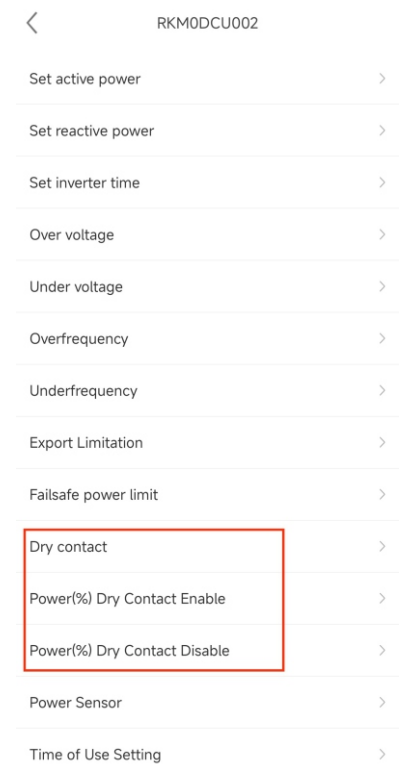 RKM0DCU002
Set active power
Set reactive power
Set inverter time
Over voltage
Under voltage
Overfrequency
Underfrequency
Export Limitation
Failsafe power limit
Dry contact
Power(%) Dry Contact Enable
Power(%) Dry Contact Disable
Power Sensor
Time of Use Setting